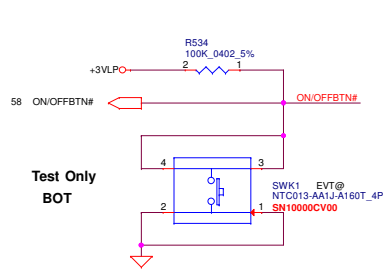 R534
100K_0402_5%
+3VLP
2
1
58
ON/OFFBTN#
ON/OFFBTN#
4
3
Test Only
BOT
SWK1
EVT@
NTC013-AA1J-A160T_4P
2
1
SN10000CV00